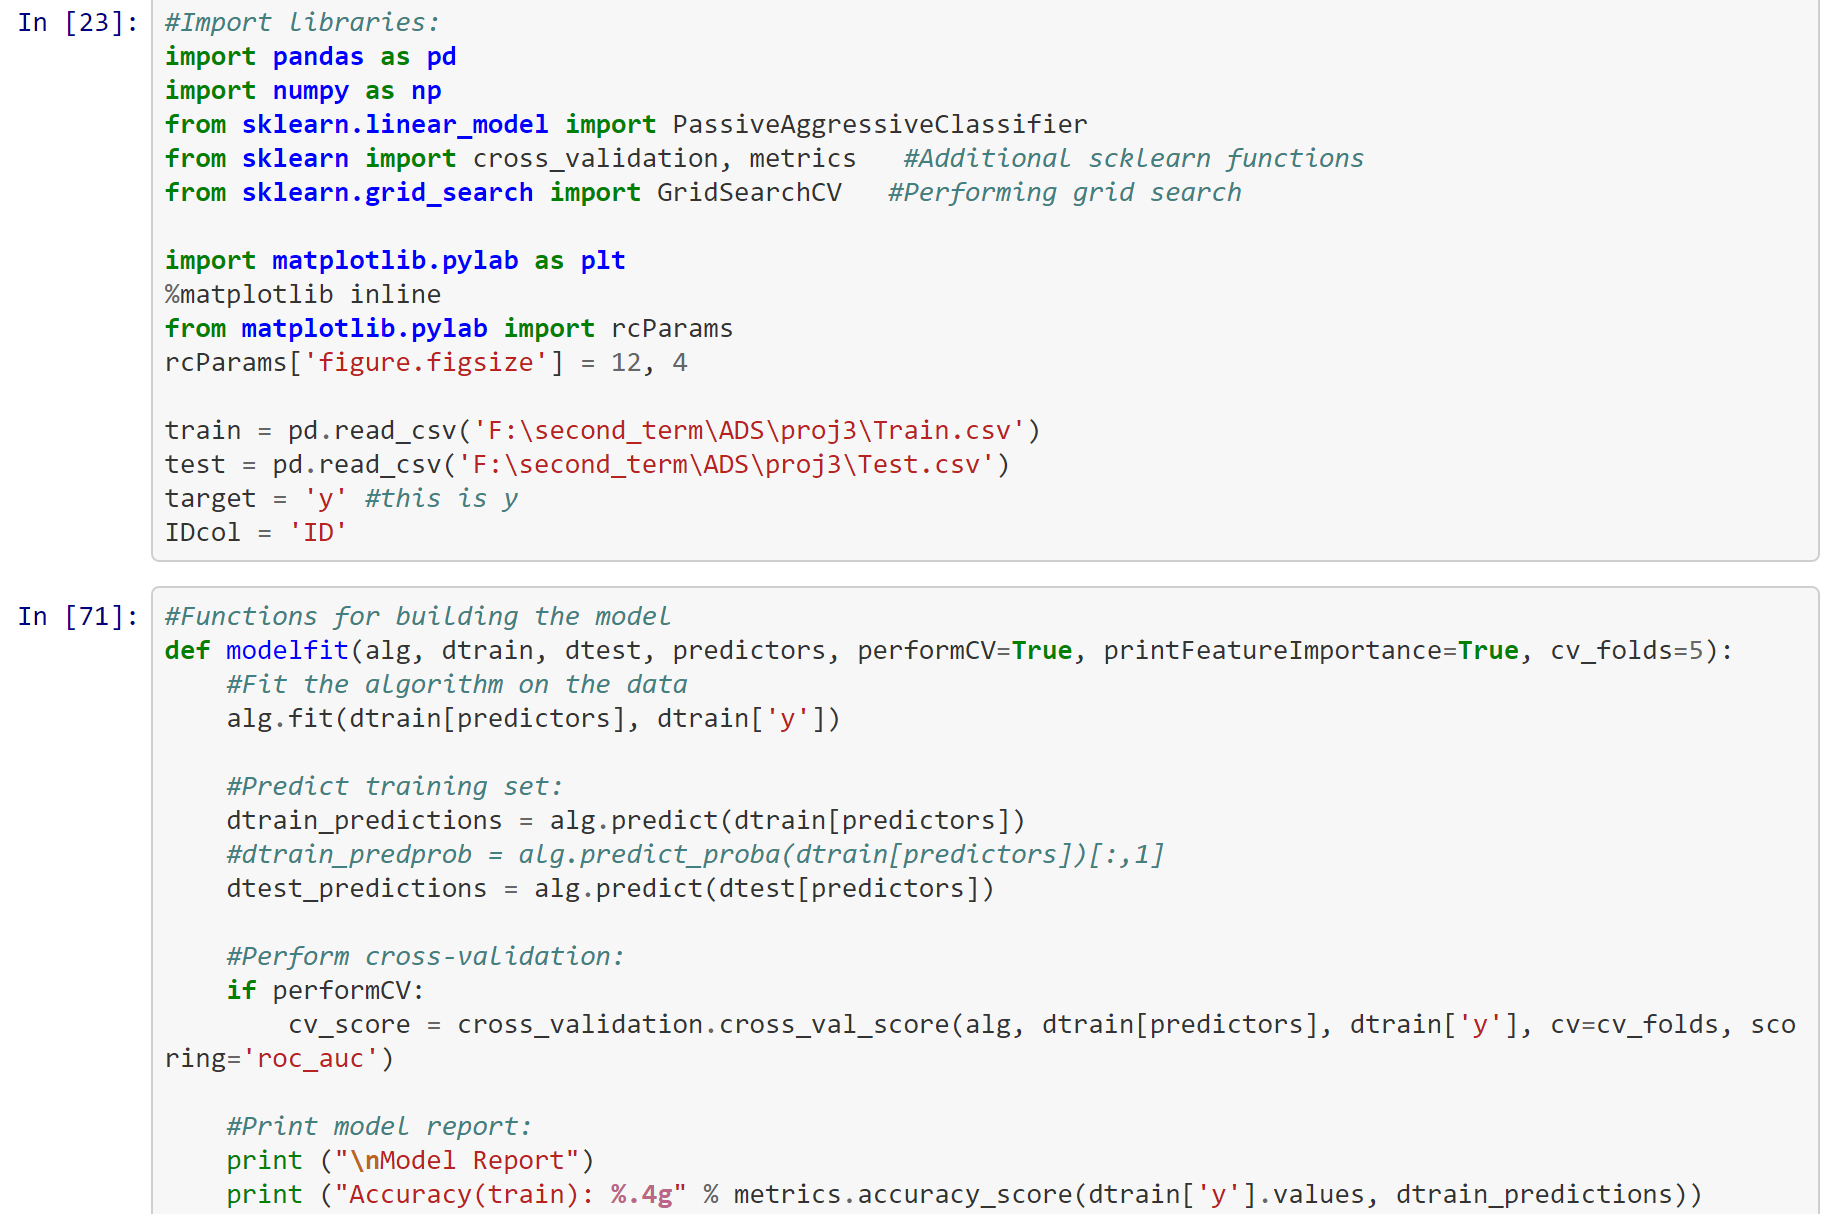 In [23]:
#Import libraries:
import pandas as pd
import numpy as np
from sklearn.linear_model import PassiveAggressiveClassifier
from sklearn import cross_validation, metrics   #Additional scklearn functions
from sklearn.grid_search import GridSearchCV   #Performing grid search

import matplotlib.pylab as plt
%matplotlib inline
from matplotlib.pylab import rcParams
rcParams['figure.figsize'] = 12, 4

train = pd.read_csv('F:\second_term\ADS\proj3\Train.csv')
test = pd.read_csv('F:\second_term\ADS\proj3\Test.csv')
target = 'y' #this is y
IDcol = 'ID'

In [71]:
#Functions for building the model
def modelfit(alg, dtrain, dtest, predictors, performCV=True, printFeatureImportance=True, cv_folds=5):
    #Fit the algorithm on the data
    alg.fit(dtrain[predictors], dtrain['y'])

    #Predict training set:
    dtrain_predictions = alg.predict(dtrain[predictors])
    #dtrain_predprob = alg.predict_proba(dtrain[predictors])[:,1]
    dtest_predictions = alg.predict(dtest[predictors])

    #Perform cross-validation:
    if performCV:
        cv_score = cross_validation.cross_val_score(alg, dtrain[predictors], dtrain['y'], cv=cv_folds, sco
ring='roc_auc')

    #Print model report:
    print ("\nModel Report")
    print ("Accuracy(train): %.4g" % metrics.accuracy_score(dtrain['y'].values, dtrain_predictions))